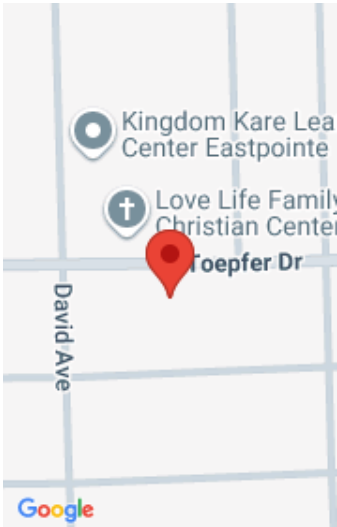 Kingdom Kare Lea
Center Eastpointe
Love Life Family
Christian Center
Toepfer Dr
David Ave
Google